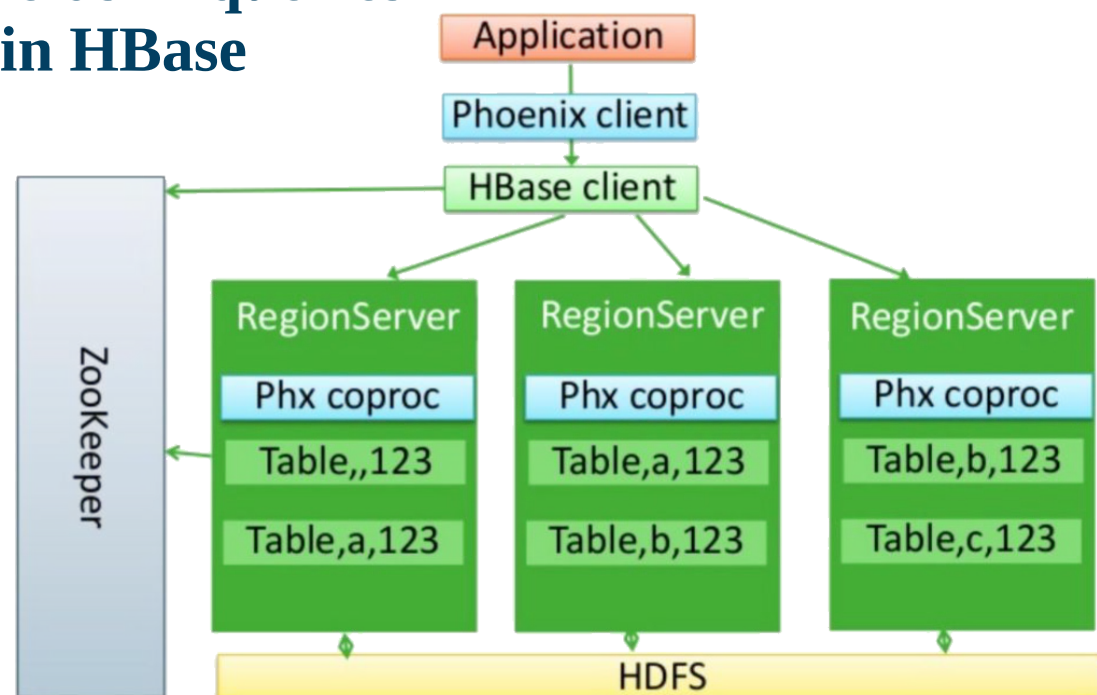 in HBase
Application
Phoenix client
HBase client
ZooKeeper
RegionServer
Phx coproc
Table,,123
Table,a,123
RegionServer
Phx coproc
Table,a,123
Table,b,123
RegionServer
Phx coproc
Table,b,123
Table,c,123
HDFS